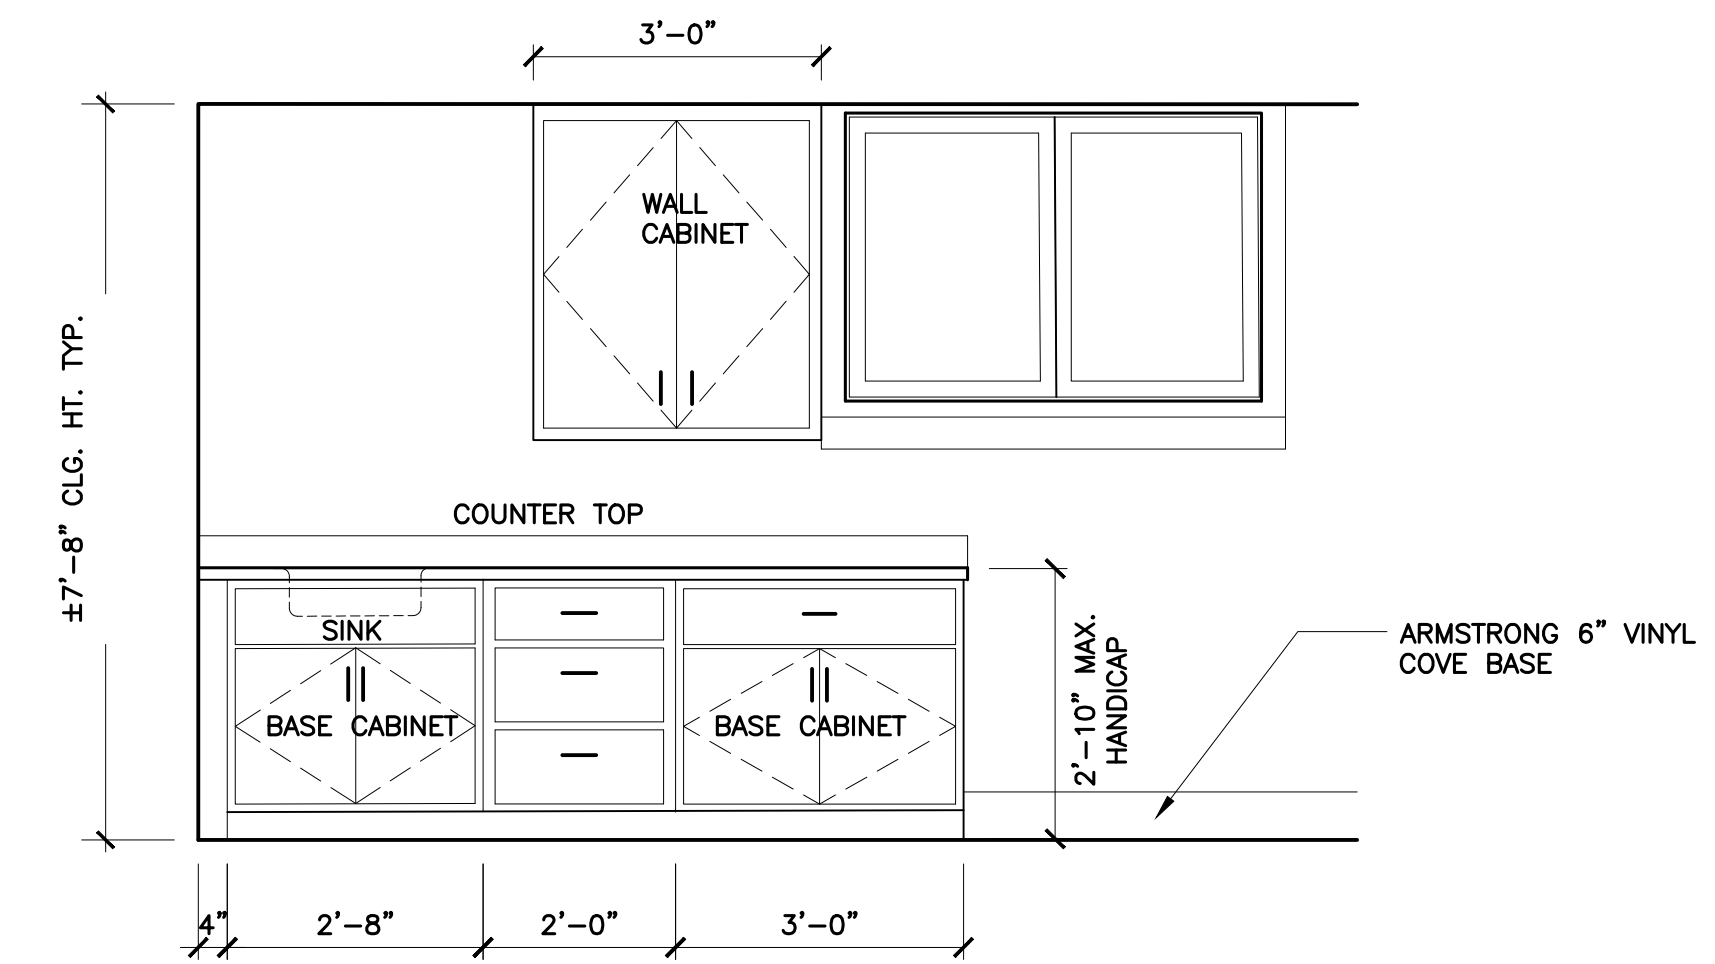 3’–0”
WALL
CABINET
±7’–8” CLG. HT. TYP.
COUNTER TOP
SINK
BASE CABINET
BASE CABINET
2’–10” MAX.
HANDICAP
ARMSTRONG 6” VINYL
COVE BASE
4”
2’–8”
2’–0”
3’–0”